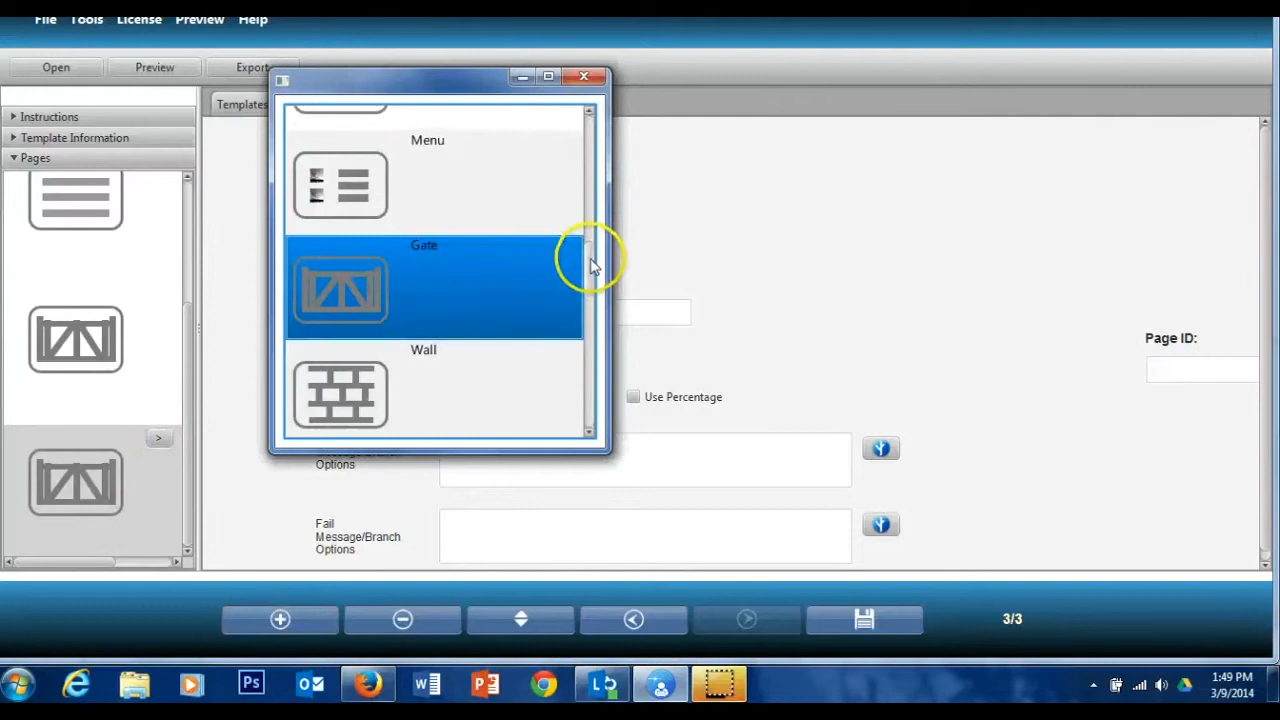 File Tools License Preview Help
Open Preview Export
Templates
Instructions
Template Information
Pages
>
Menu
Gate
Wall
Page ID:
Use Percentage
Options
Fail
Message/Branch
Options
3/3
Ps
1:49 PM
3/9/2014